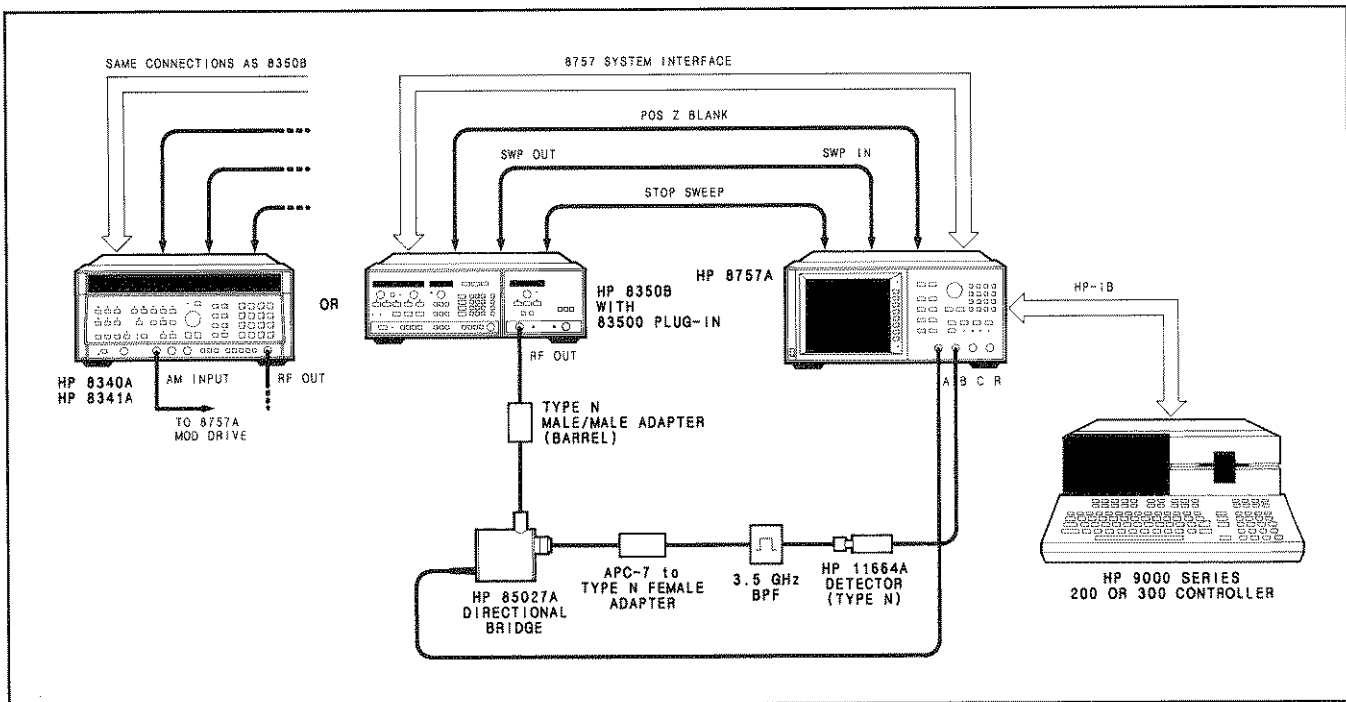 SAME CONNECTIONS AS 8350B
8757 SYSTEM INTERFACE
POS Z BLANK
SWP OUT
SWP IN
STOP SWEEP
HP 8757A
HP-IB
OR
HP 8350B
WITH
83500 PLUG-IN
RF OUT
A B C R
HP 8340A
HP 8341A
AM INPUT
RF OUT
TO 8757A
MOD DRIVE
TYPE N
MALE/MALE ADAPTER
(BARREL)
HP 85027A
DIRECTIONAL
BRIDGE
APC-7 to
TYPE N FEMALE
ADAPTER
3.5 GHz
BPF
HP 11664A
DETECTOR
(TYPE N)
HP 9000 SERIES
200 OR 300 CONTROLLER